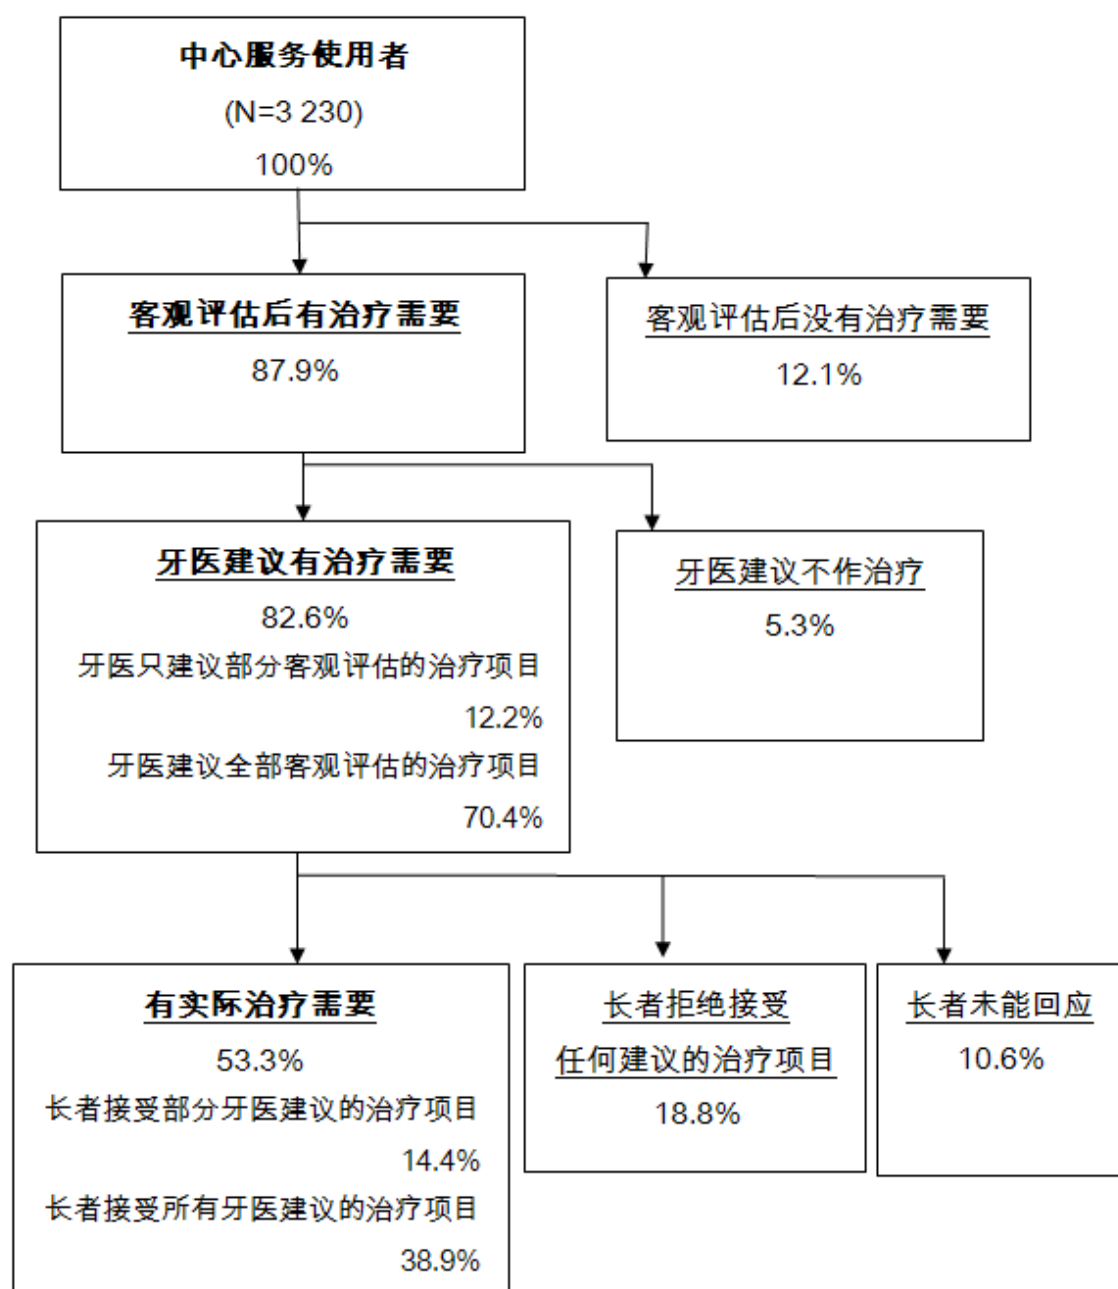 中心服务使用者
(N=3 230)
100%
客观评估后有治疗需要
87.9%
客观评估后没有治疗需要
12.1%
牙医建议有治疗需要
82.6%
牙医只建议部分客观评估的治疗项目
12.2%
牙医建议全部客观评估的治疗项目
70.4%
牙医建议不作治疗
5.3%
有实际治疗需要
53.3%
长者接受部分牙医建议的治疗项目
14.4%
长者接受所有牙医建议的治疗项目
38.9%
长者拒绝接受
任何建议的治疗项目
18.8%
长者未能回应
10.6%